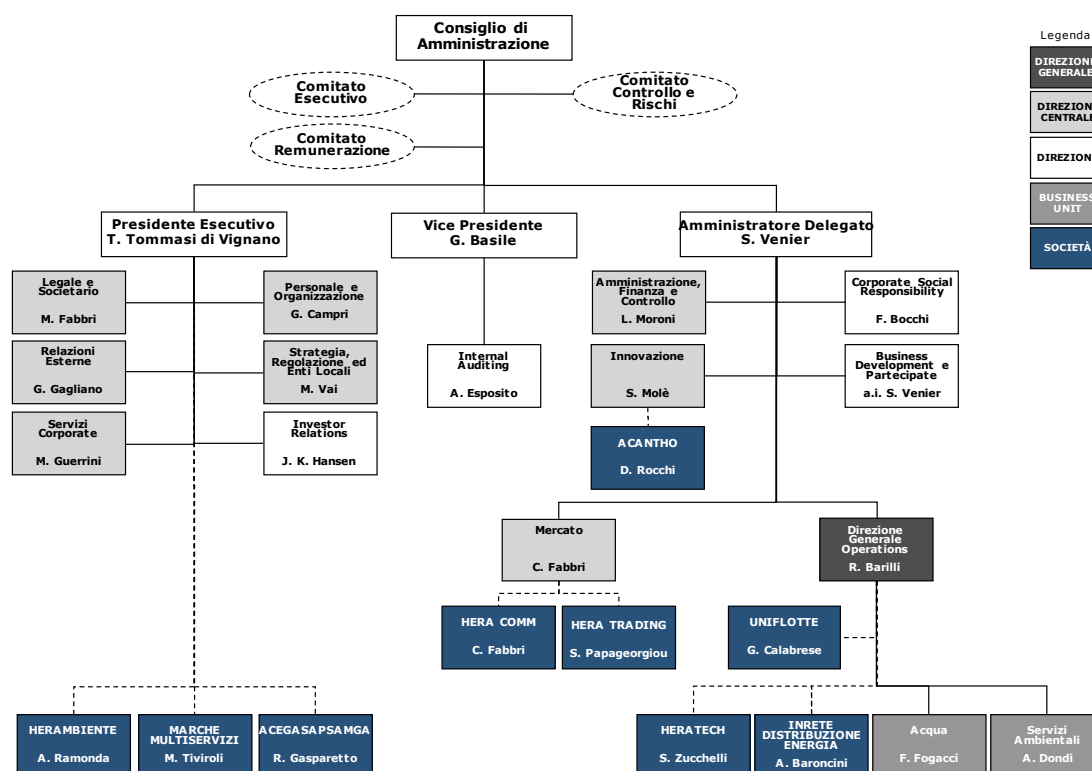 Consiglio di
Amministrazione
Legenda
Comitato
Esecutivo
Comitato
Controllo e
Rischi
Comitato
Remunerazione
DIREZIONE
GENERALE
DIREZIONE
CENTRALE
DIREZIONE
BUSINESS
UNIT
SOCIETÀ
Presidente Esecutivo
T. Tommasi di Vignano
Vice Presidente
G. Basile
Amministratore Delegato
S. Venier
Legale e
Societario
M. Fabbri
Personale e
Organizzazione
G. Campri
Amministrazione,
Finanza e
Controllo
L. Moroni
Corporate Social
Responsibility
F. Bocchi
Relazioni
Esterne
G. Gagliano
Strategia,
Regolazione ed
Enti Locali
M. Vai
Internal
Auditing
A. Esposito
Innovazione
S. Molè
Business
Development e
Partecipate
a.i. S. Venier
Servizi
Corporate
M. Guerrini
Investor
Relations
J. K. Hansen
ACANTHO
D. Rocchi
Mercato
C. Fabbri
Direzione
Generale
Operations
R. Barilli
HERA COMM
C. Fabbri
HERA TRADING
S. Papageorgiou
UNIFLOTTE
G. Calabrese
HERAMBIENTE
A. Ramonda
MARCHE
MULTISERVIZI
M. Tiviroli
ACEGASAPSAMGA
R. Gasparetto
HERATECH
S. Zucchelli
INRETE
DISTRIBUZIONE
ENERGIA
A. Baroncini
Acqua
F. Fogacci
Servizi
Ambientali
A. Dondi